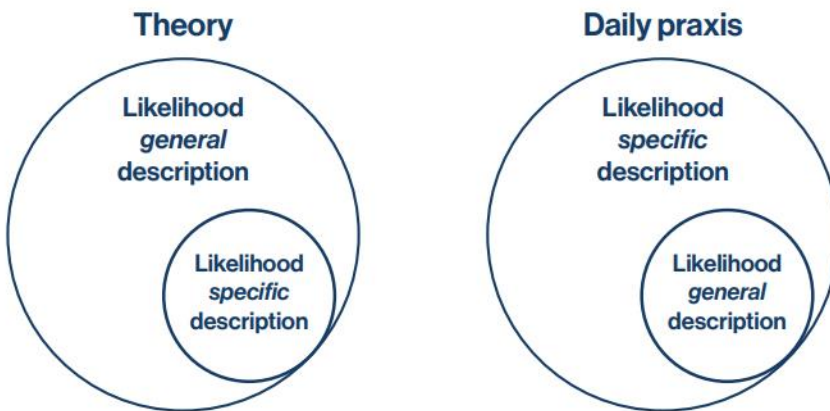 Theory
Likelihood
general
description
Likelihood
specific
description
Daily praxis
Likelihood
specific
description
Likelihood
general
description